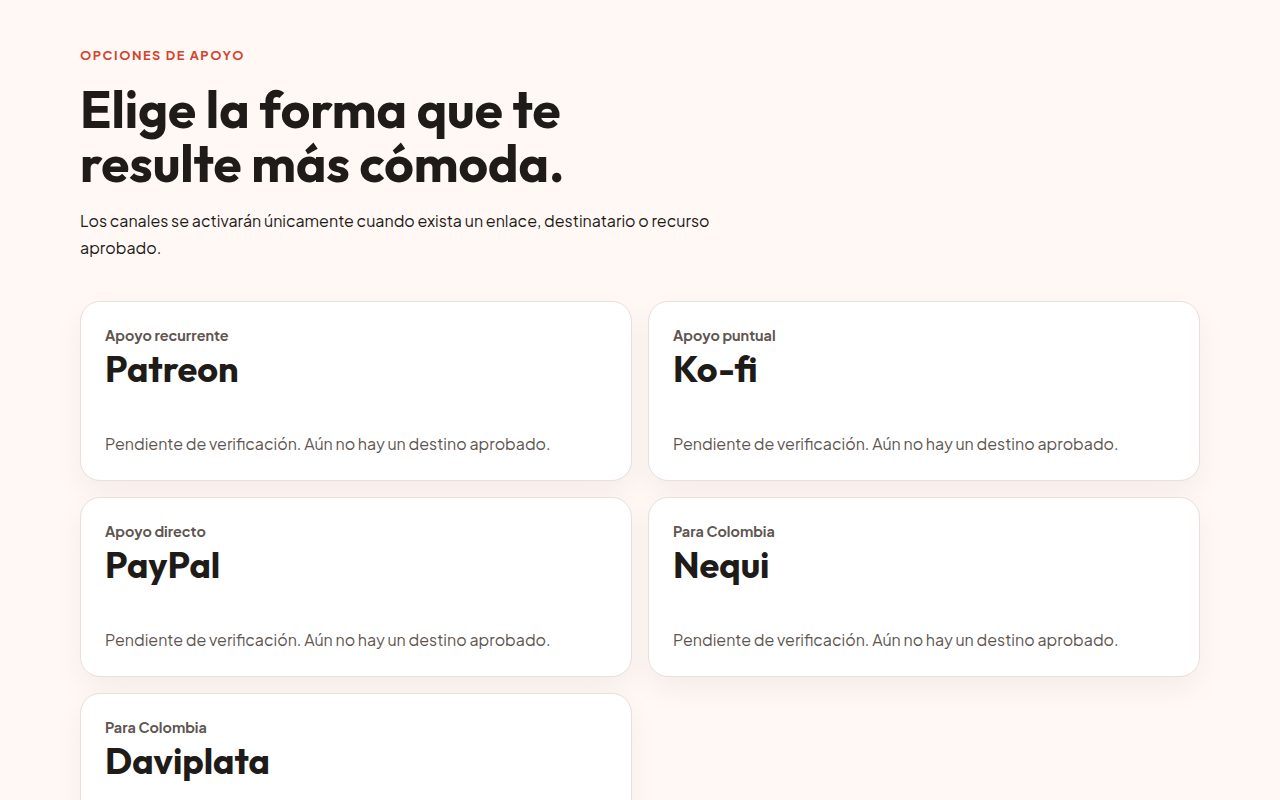 OPCIONES DE APOYO
Elige la forma que te
resulte más cómoda.
Los canales se activarán únicamente cuando exista un enlace, destinatario o recurso
aprobado.
Apoyo recurrente
Patreon
Pendiente de verificación. Aún no hay un destino aprobado.
Apoyo puntual
Ko-fi
Pendiente de verificación. Aún no hay un destino aprobado.
Apoyo directo
PayPal
Pendiente de verificación. Aún no hay un destino aprobado.
Para Colombia
Nequi
Pendiente de verificación. Aún no hay un destino aprobado.
Para Colombia
Daviplata